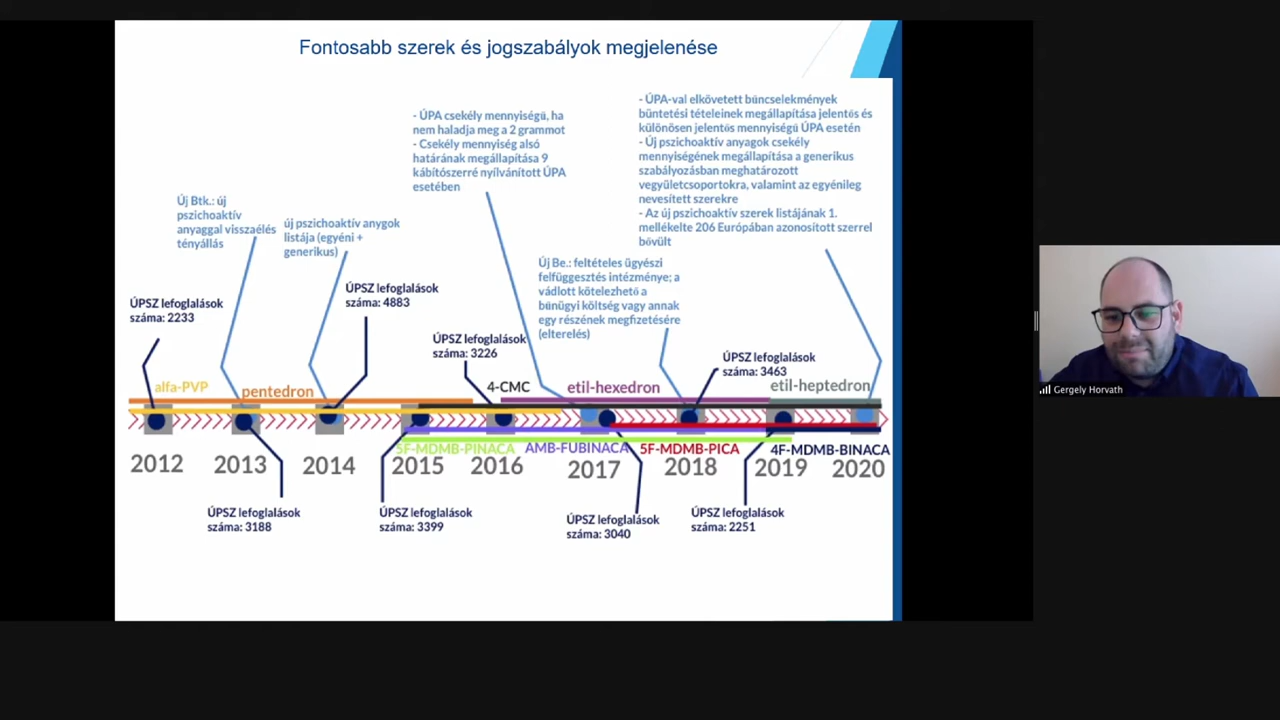 Fontosabb szerek és jogszabályok megjelenése
- ÚPA csekély mennyiségű, ha
nem haladja meg a 2 grammot
- Csekély mennyiség alsó
határának megállapítása 9
kábítószerré nyilvánított ÚPA
esetében
- ÚPA-val elkövetett bűncselekmények
büntetési tételeinek megállapítása jelentős és
különösen jelentős mennyiségű ÚPA esetén
- Új pszichoaktív anyagok csekély
mennyiségének megállapítása a generikus
szabályozásban meghatározott
vegyületcsoportokra, valamint az egyénileg
nevesített szerekre
- Az új pszichoaktív szerek listájának 1.
mellékelte 206 Európában azonosított szerrel
bővült
Új Btk.: új
pszichoaktív
anyaggal visszaélés
tényállás
új pszichoaktív anygok
listája (egyéni +
generikus)
Új Be.: feltételes ügyészi
felfüggesztés intézménye; a
vádlott kötelezhető a
bűnügyi költség vagy annak
egy részének megfizetésére
(elterelés)
ÚPSZ lefoglalások
száma: 2233
ÚPSZ lefoglalások
száma: 4883
ÚPSZ lefoglalások
száma: 3226
ÚPSZ lefoglalások
száma: 3463
alfa-PVP
pentedron
4-CMC
etil-hexedron
etil-heptedron
5F-MDMB-PINACA
AMB-FUBINACA
5F-MDMB-PICA
4F-MDMB-BINACA
2012
2013
2014
2015
2016
2017
2018
2019
2020
ÚPSZ lefoglalások
száma: 3188
ÚPSZ lefoglalások
száma: 3399
ÚPSZ lefoglalások
száma: 3040
ÚPSZ lefoglalások
száma: 2251
Gergely Horvath